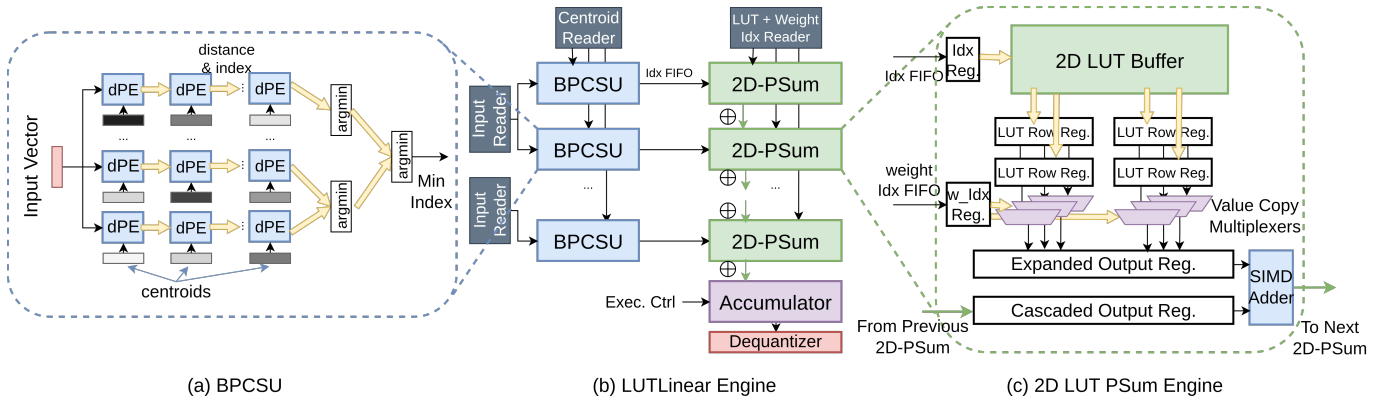 distance
& index
Input Vector
dPE
dPE
dPE
...
...
dPE
dPE
dPE
dPE
dPE
dPE
argmin
argmin
argmin
Min
Index
centroids
(a) BPCSU
Centroid
Reader
LUT + Weight
Idx Reader
Input
Reader
Input
Reader
BPCSU
Idx FIFO
2D-PSum
BPCSU
2D-PSum
...
...
BPCSU
2D-PSum
Exec. Ctrl
Accumulator
Dequantizer
(b) LUTLinear Engine
Idx FIFO
Idx
Reg.
2D LUT Buffer
LUT Row Reg.
LUT Row Reg.
LUT Row Reg.
LUT Row Reg.
weight
Idx FIFO
w_Idx
Reg.
Value Copy
Multiplexers
Expanded Output Reg.
Cascaded Output Reg.
SIMD
Adder
From Previous
2D-PSum
To Next
2D-PSum
(c) 2D LUT PSum Engine